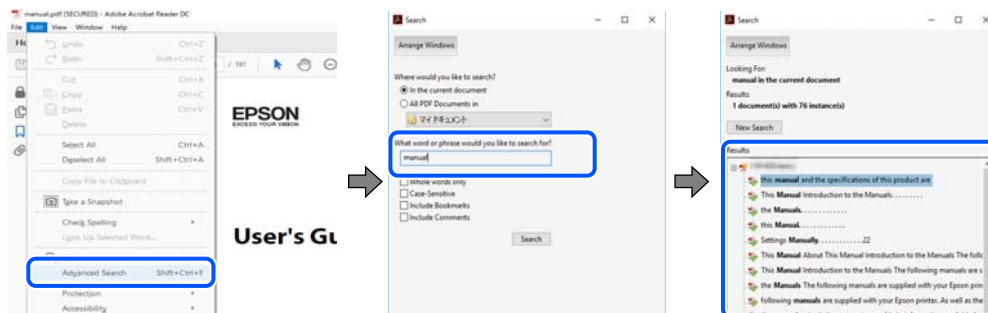 manual.pdf (SECURED) - Adobe Acrobat Reader DC
File Edit View Window Help
Undo Ctrl+Z
Redo Shift+Ctrl+Z
Cut Ctrl+X
Copy Ctrl+C
Paste Ctrl+V
Delete
Select All Ctrl+A
Deselect All Shift+Ctrl+A
Copy File to Clipboard
Take a Snapshot
Check Spelling
Look Up Selected Word...
Advanced Search Shift+Ctrl+F
Protection
Accessibility
/ 181
EPSON
EXCEED YOUR VISION
User's Gu
Search
Arrange Windows
Where would you like to search?
In the current document
All PDF Documents in
マイ ドキュメント
What word or phrase would you like to search for?
manual
Whole words only
Case-Sensitive
Include Bookmarks
Include Comments
Search
Search
Arrange Windows
Looking For:
manual in the current document
Results:
1 document(s) with 76 instance(s)
New Search
Results:
this manual and the specifications of this product are
This Manual Introduction to the Manuals. . . . . . . . .
the Manuals. . . . . . . . . . . . .
this Manual. . . . . . . . . . . . .
Settings Manually. . . . . . . . . . . . .22
This Manual About This Manual Introduction to the Manuals The follo
This Manual Introduction to the Manuals The following manuals are s
the Manuals The following manuals are supplied with your Epson prin
following manuals are supplied with your Epson printer. As well as the